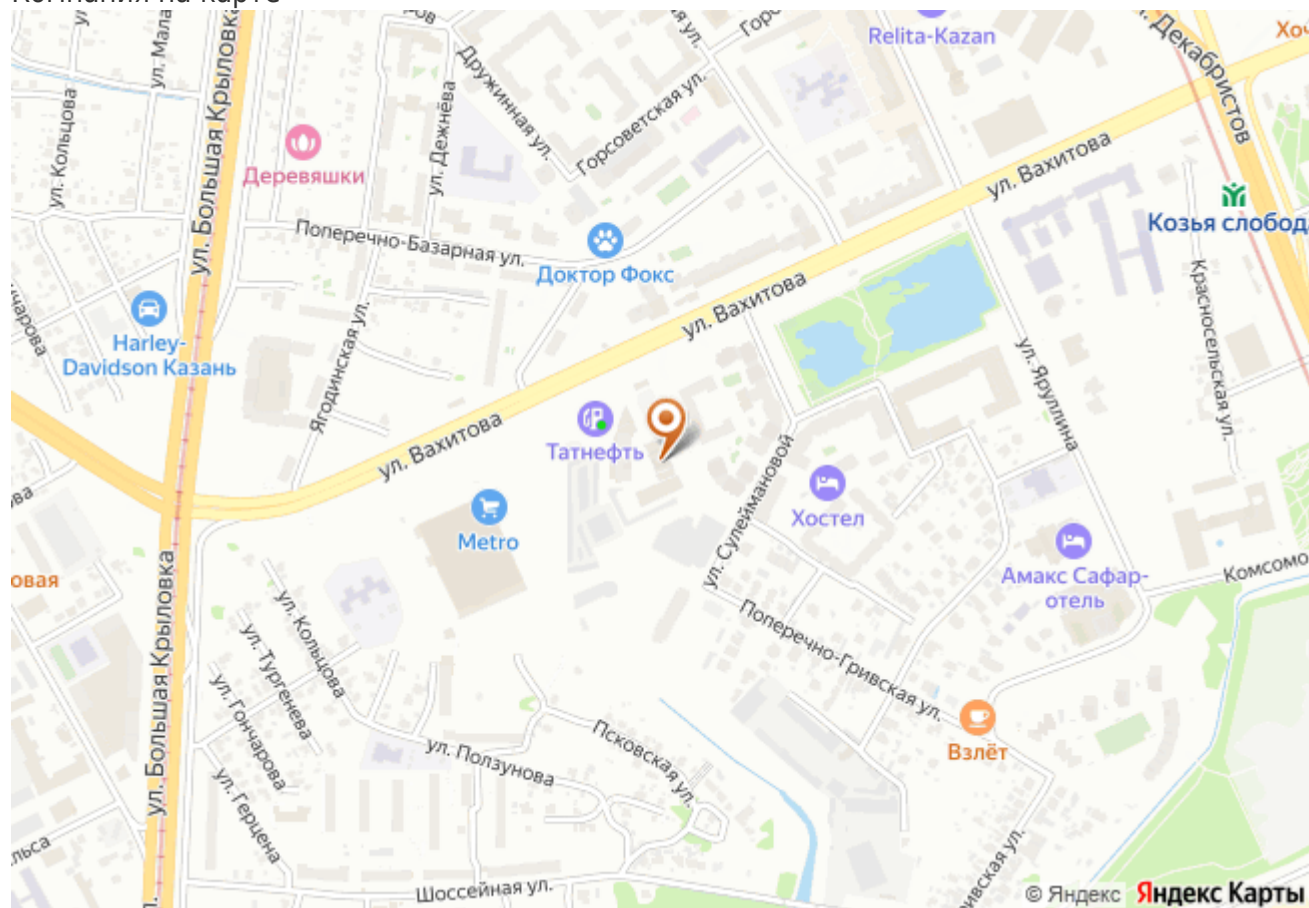 Relita-Kazan
ул. Декабристов
ул. Кольцова
ул. Большая Крыловка
Дружинная ул.
Горсоветская ул.
ул. Дежнёва
Деревяшки
ул. Вахитова
Козья слобод
Поперечно-Базарная ул.
Доктор Фокс
ул. Вахитова
Красносельская ул.
Harley-
Davidson Казань
Ягодинская ул.
ул. Яруллина
Татнефть
ул. Вахитова
Metro
Хостел
ул. Сулеймановой
Амакс Сафар-
отель
Комсомо
овая
ул. Большая Крыловка
ул. Кольцова
ул. Тургенева
ул. Гончарова
Поперечно-Гривская ул.
Взлёт
Псковская ул.
ул. Ползунова
ул. Герцена
Шоссейная ул.
вская ул.
© Яндекс Яндекс Карты